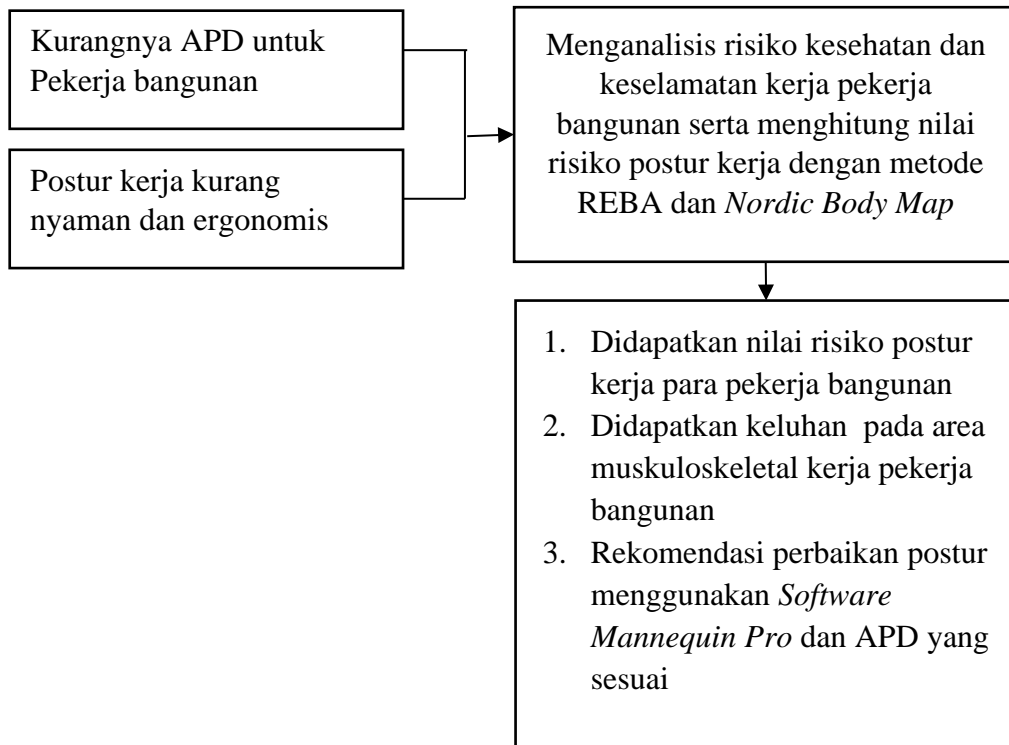 Kurangnya APD untuk
Pekerja bangunan
Postur kerja kurang
nyaman dan ergonomis
Menganalisis risiko kesehatan dan
keselamatan kerja pekerja
bangunan serta menghitung nilai
risiko postur kerja dengan metode
REBA dan Nordic Body Map
1. Didapatkan nilai risiko postur
kerja para pekerja bangunan
2. Didapatkan keluhan pada area
muskuloskeletal kerja pekerja
bangunan
3. Rekomendasi perbaikan postur
menggunakan Software
Mannequin Pro dan APD yang
sesuai